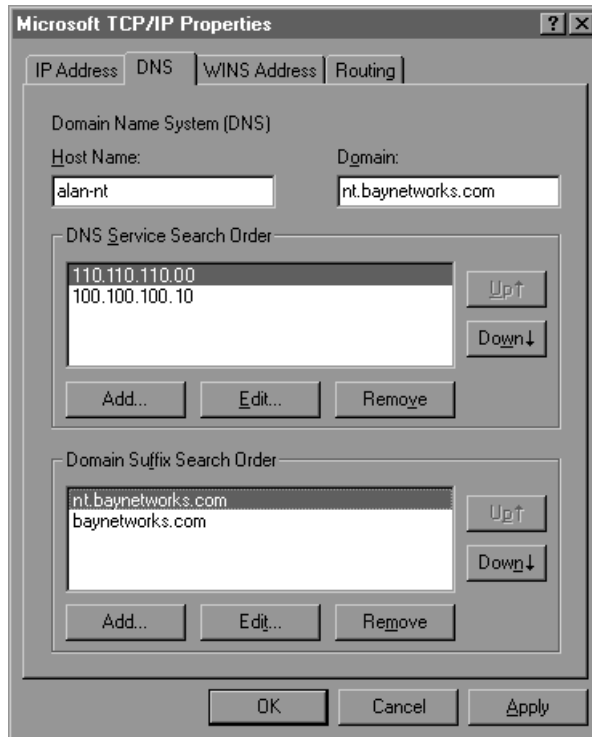 Microsoft TCP/IP Properties
? ×
IP Address DNS WINS Address Routing
Domain Name System (DNS)
Host Name: Domain:
alan-nt nt.baynetworks.com
DNS Service Search Order
110.110.110.00
100.100.100.10
Up↑
Down↓
Add... Edit... Remove
Domain Suffix Search Order
nt.baynetworks.com
baynetworks.com
Up↑
Down↓
Add... Edit... Remove
OK Cancel Apply